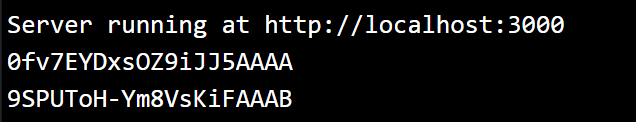 Server running at http://localhost:3000
0fv7EYDxsOZ9iJJ5AAAA
9SPUToH-Ym8VsKiFAAAB